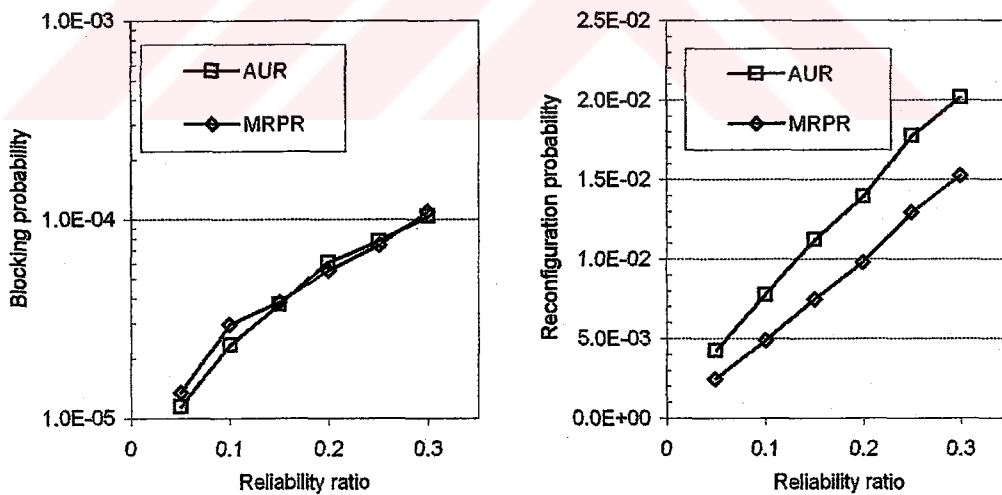 1.0E-03
AUR
MRPR
1.0E-04
1.0E-05
0
0.1
0.2
0.3
Blocking probability
Reliability ratio
2.5E-02
AUR
2.0E-02
MRPR
1.5E-02
1.0E-02
5.0E-03
0.0E+00
0
0.1
0.2
0.3
Reconfiguration probability
Reliability ratio